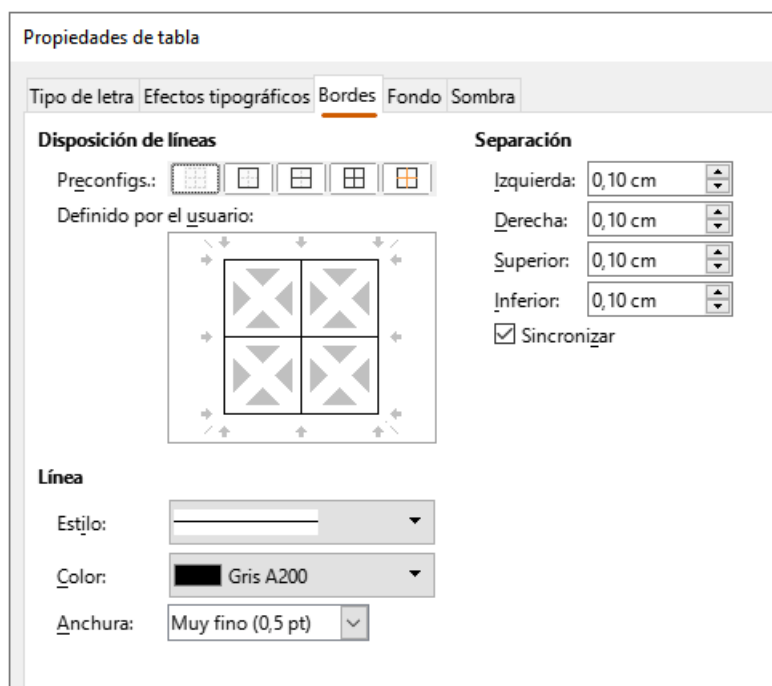 Propiedades de tabla
Tipo de letra Efectos tipográficos Bordes Fondo Sombra
Disposición de líneas
Preconfigs.:
Definido por el usuario:
Separación
Izquierda: 0,10 cm
Derecha: 0,10 cm
Superior: 0,10 cm
Inferior: 0,10 cm
Sincronizar
Línea
Estilo:
Color: Gris A200
Anchura: Muy fino (0,5 pt)